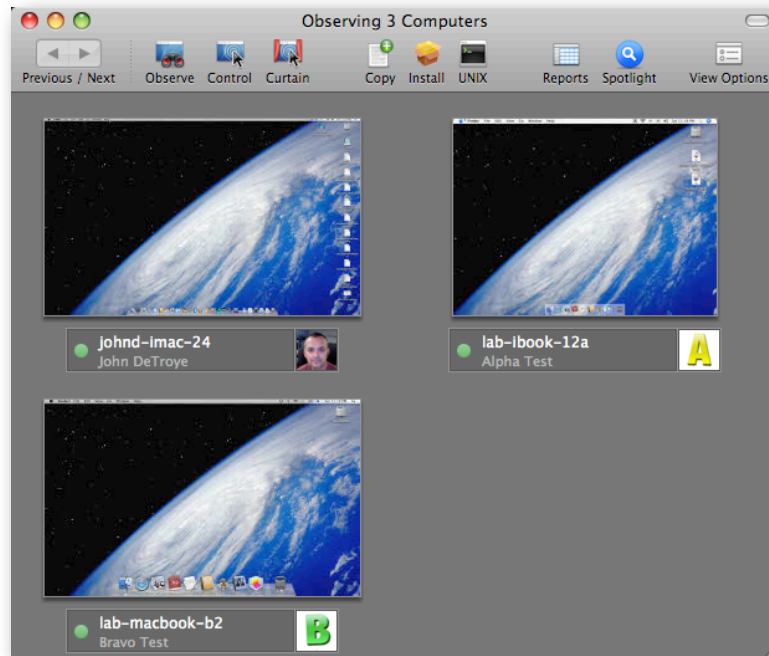 Observing 3 Computers
Previous / Next Observe Control Curtain Copy Install UNIX Reports Spotlight View Options
johnd-imac-24
John DeTroye
lab-ibook-12a
Alpha Test
A
lab-macbook-b2
Bravo Test
B